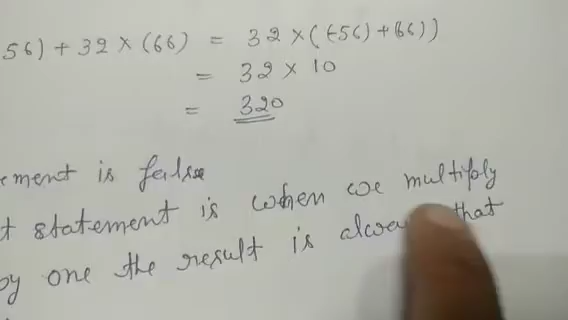 56) + 32 × (66) = 32 × ((-56) + 66))
= 32 × 10
= 320
ement is false
t statement is when we multiply
by one the result is that